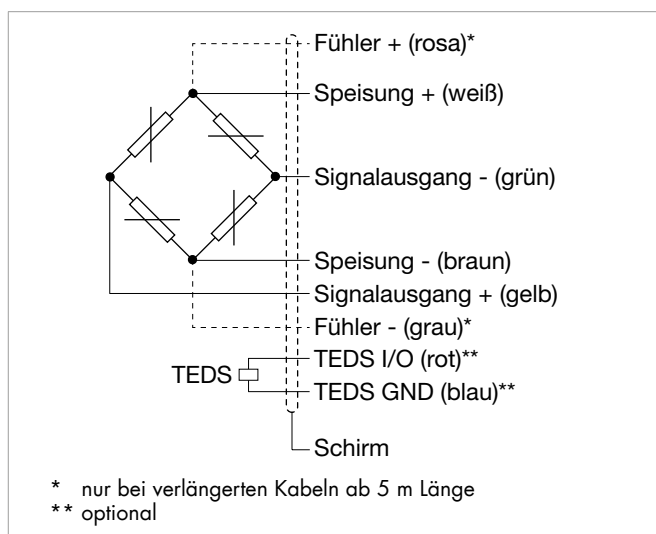 Fühler + (rosa)*
Speisung + (weiß)
Signalausgang - (grün)
Speisung - (braun)
Signalausgang + (gelb)
Fühler - (grau)*
TEDS I/O (rot)**
TEDS
TEDS GND (blau)**
Schirm
* nur bei verlängerten Kabeln ab 5 m Länge
** optional